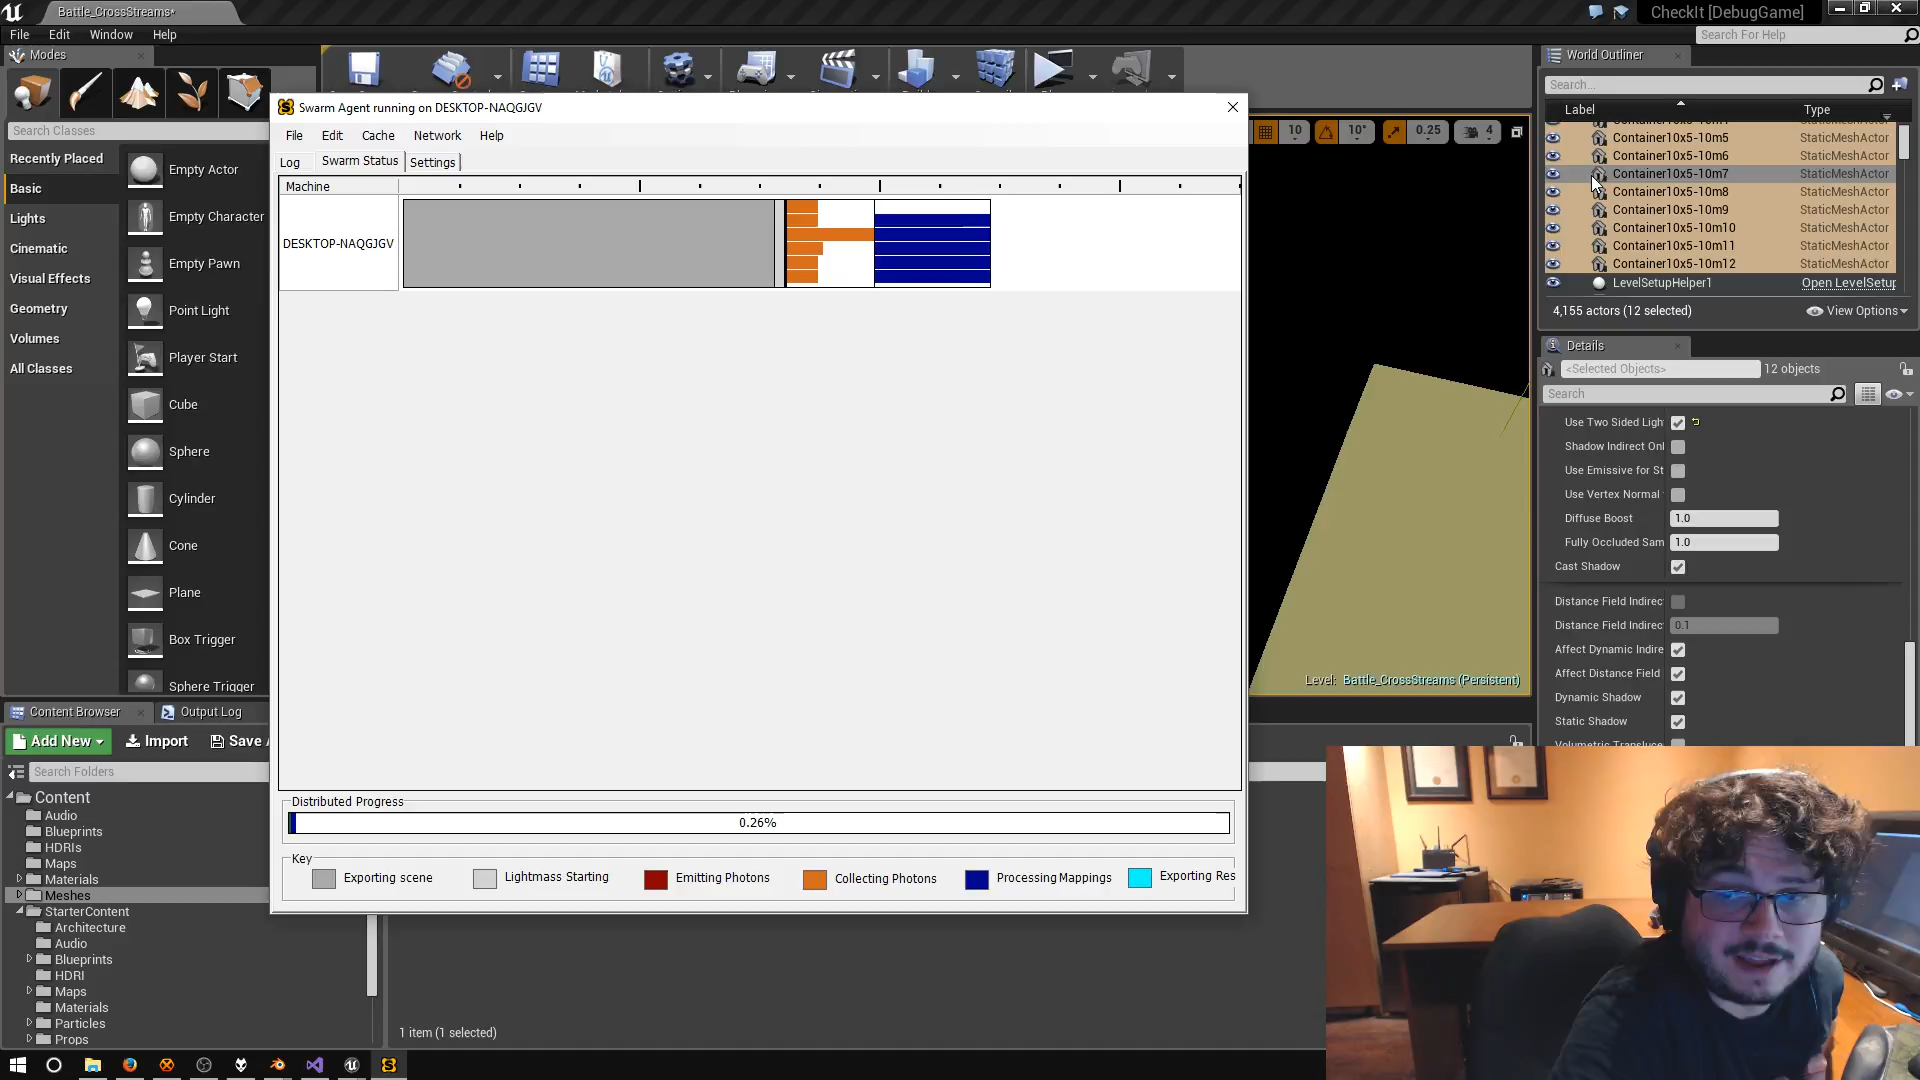 Battle_CrossStreams*
CheckIt [DebugGame]
File Edit Window Help
Search For Help
Modes
World Outliner
Search Classes
Search...
Label Type
Recently Placed
Basic
Lights
Cinematic
Visual Effects
Geometry
Volumes
All Classes
Empty Actor
Empty Character
Empty Pawn
Point Light
Player Start
Cube
Sphere
Cylinder
Cone
Plane
Box Trigger
Sphere Trigger
Swarm Agent running on DESKTOP-NAQGJGV
File Edit Cache Network Help
Log Swarm Status Settings
Machine
DESKTOP-NAQGJGV
Distributed Progress
0.26%
Key
Exporting scene Lightmass Starting Emitting Photons Collecting Photons Processing Mappings Exporting Res
10 10° 0.25 4
Level: Battle_CrossStreams (Persistent)
Container10x5-10m5 StaticMeshActor
Container10x5-10m6 StaticMeshActor
Container10x5-10m7 StaticMeshActor
Container10x5-10m8 StaticMeshActor
Container10x5-10m9 StaticMeshActor
Container10x5-10m10 StaticMeshActor
Container10x5-10m11 StaticMeshActor
Container10x5-10m12 StaticMeshActor
LevelSetupHelper1 Open LevelSetup
4,155 actors (12 selected) View Options
Details
<Selected Objects> 12 objects
Search
Use Two Sided Ligh
Shadow Indirect Onl
Use Emissive for St
Use Vertex Normal
Diffuse Boost 1.0
Fully Occluded Sam 1.0
Cast Shadow
Distance Field Indirec
Distance Field Indirec 0.1
Affect Dynamic Indire
Affect Distance Field
Dynamic Shadow
Static Shadow
Content Browser Output Log
Add New Import Save
Search Folders
Content
Audio
Blueprints
HDRIs
Maps
Materials
Meshes
StarterContent
Architecture
Audio
Blueprints
HDRI
Maps
Materials
Particles
Props
1 item (1 selected)